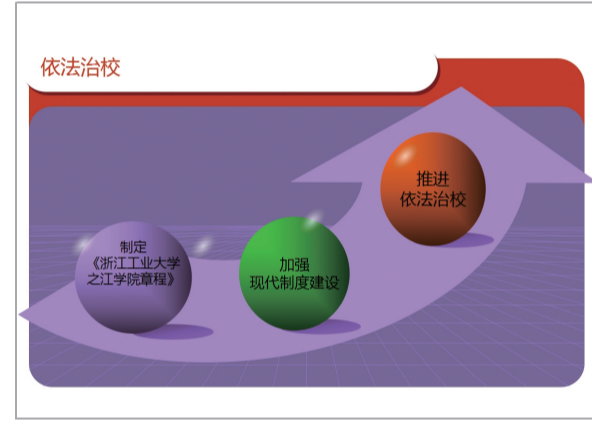 依法治校
制定
《浙江工业大学
之江学院章程》
加强
现代制度建设
推进
依法治校